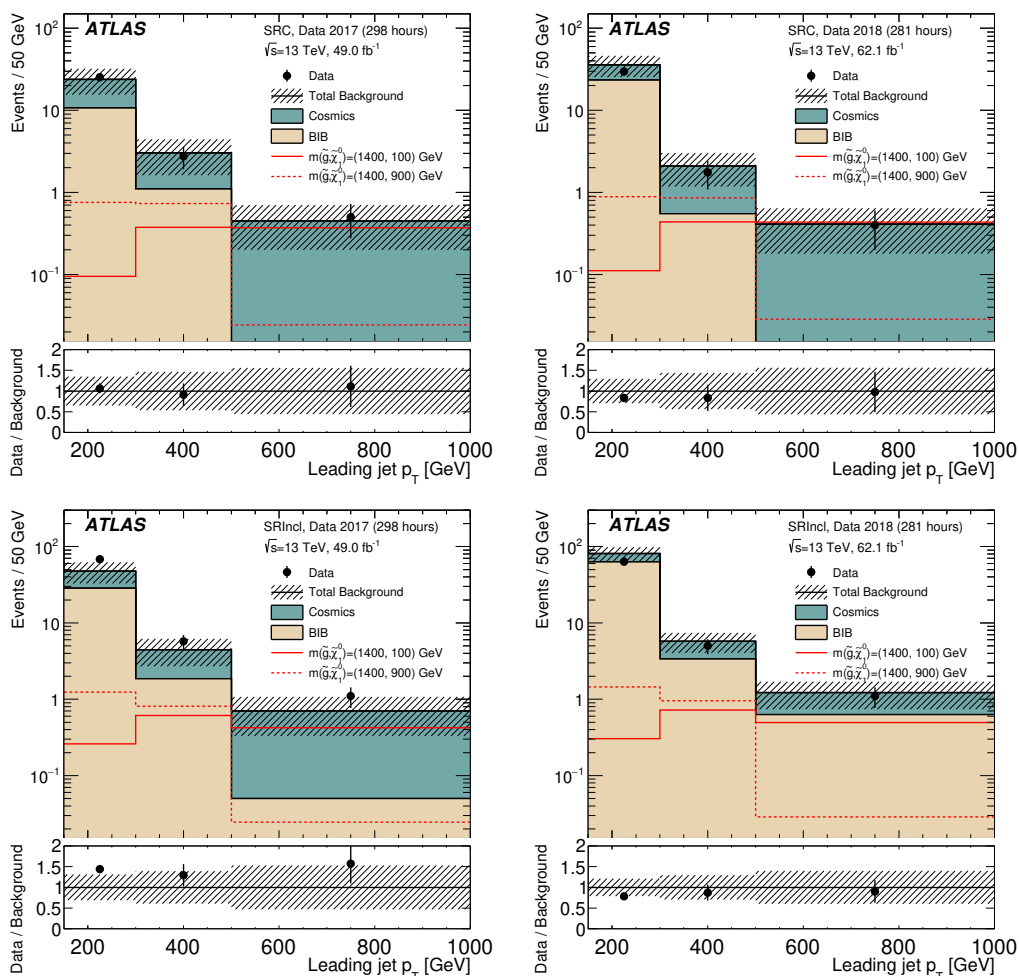 ATLAS
SRC, Data 2017 (298 hours)
√s=13 TeV, 49.0 fb⁻¹
Data
Total Background
Cosmics
BIB
m(g̃,χ̃₁⁰)=(1400, 100) GeV
m(g̃,χ̃₁⁰)=(1400, 900) GeV
Events / 50 GeV
10²
10
1
10⁻¹
Data / Background
2
1.5
1
0.5
0
200 400 600 800 1000
Leading jet p_T [GeV]
ATLAS
SRC, Data 2018 (281 hours)
√s=13 TeV, 62.1 fb⁻¹
Data
Total Background
Cosmics
BIB
m(g̃,χ̃₁⁰)=(1400, 100) GeV
m(g̃,χ̃₁⁰)=(1400, 900) GeV
Events / 50 GeV
10²
10
1
10⁻¹
Data / Background
2
1.5
1
0.5
0
200 400 600 800 1000
Leading jet p_T [GeV]
ATLAS
SRIncl, Data 2017 (298 hours)
√s=13 TeV, 49.0 fb⁻¹
Data
Total Background
Cosmics
BIB
m(g̃,χ̃₁⁰)=(1400, 100) GeV
m(g̃,χ̃₁⁰)=(1400, 900) GeV
Events / 50 GeV
10²
10
1
10⁻¹
Data / Background
2
1.5
1
0.5
0
200 400 600 800 1000
Leading jet p_T [GeV]
ATLAS
SRIncl, Data 2018 (281 hours)
√s=13 TeV, 62.1 fb⁻¹
Data
Total Background
Cosmics
BIB
m(g̃,χ̃₁⁰)=(1400, 100) GeV
m(g̃,χ̃₁⁰)=(1400, 900) GeV
Events / 50 GeV
10²
10
1
10⁻¹
Data / Background
2
1.5
1
0.5
0
200 400 600 800 1000
Leading jet p_T [GeV]